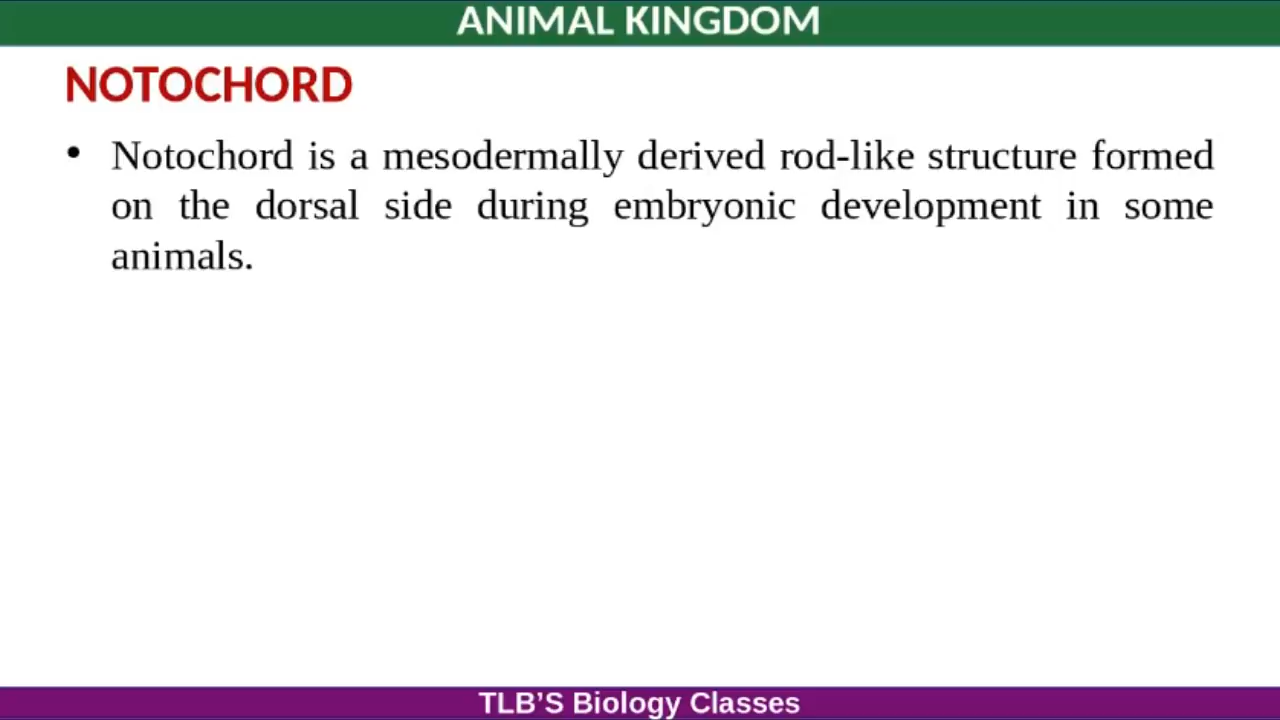 ANIMAL KINGDOM
NOTOCHORD
• Notochord is a mesodermally derived rod-like structure formed
on the dorsal side during embryonic development in some
animals.
TLB’S Biology Classes